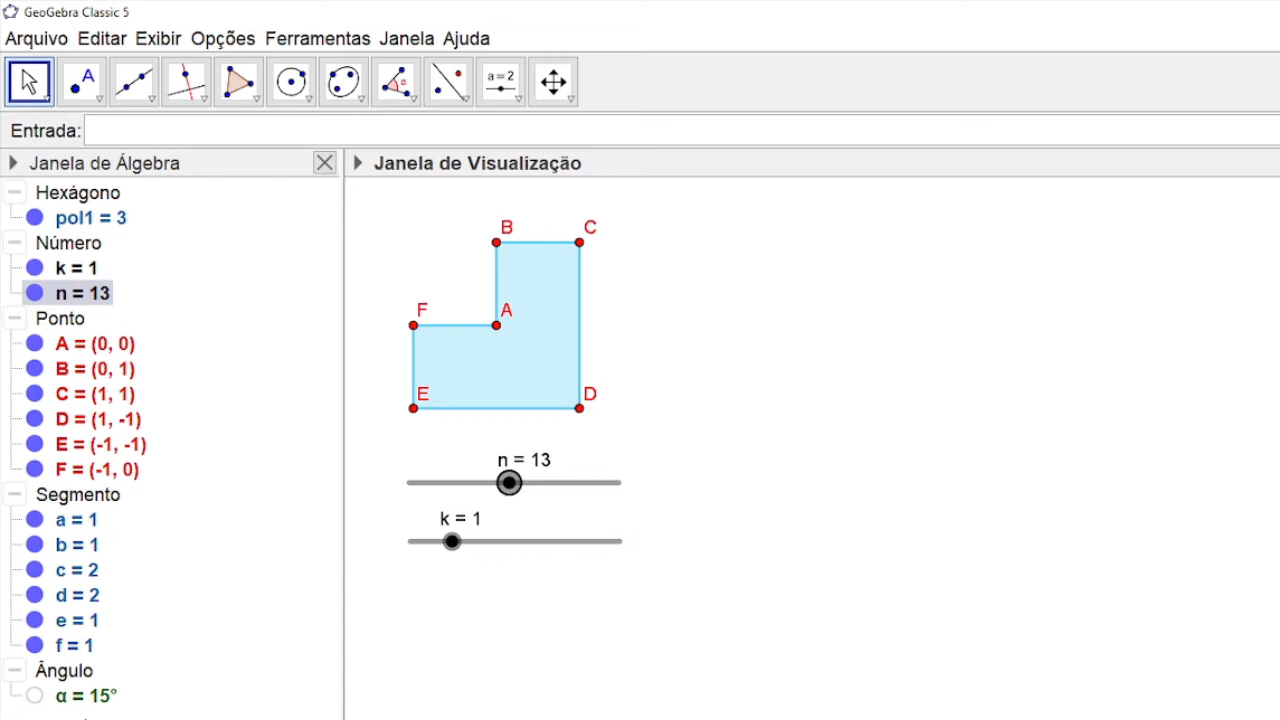 GeoGebra Classic 5
Arquivo Editar Exibir Opções Ferramentas Janela Ajuda
A
α
a=2
Entrada:
Janela de Álgebra
Janela de Visualização
Hexágono
pol1 = 3
Número
k = 1
n = 13
Ponto
A = (0, 0)
B = (0, 1)
C = (1, 1)
D = (1, -1)
E = (-1, -1)
F = (-1, 0)
Segmento
a = 1
b = 1
c = 2
d = 2
e = 1
f = 1
Ângulo
α = 15°
B C
F A
E D
n = 13
k = 1